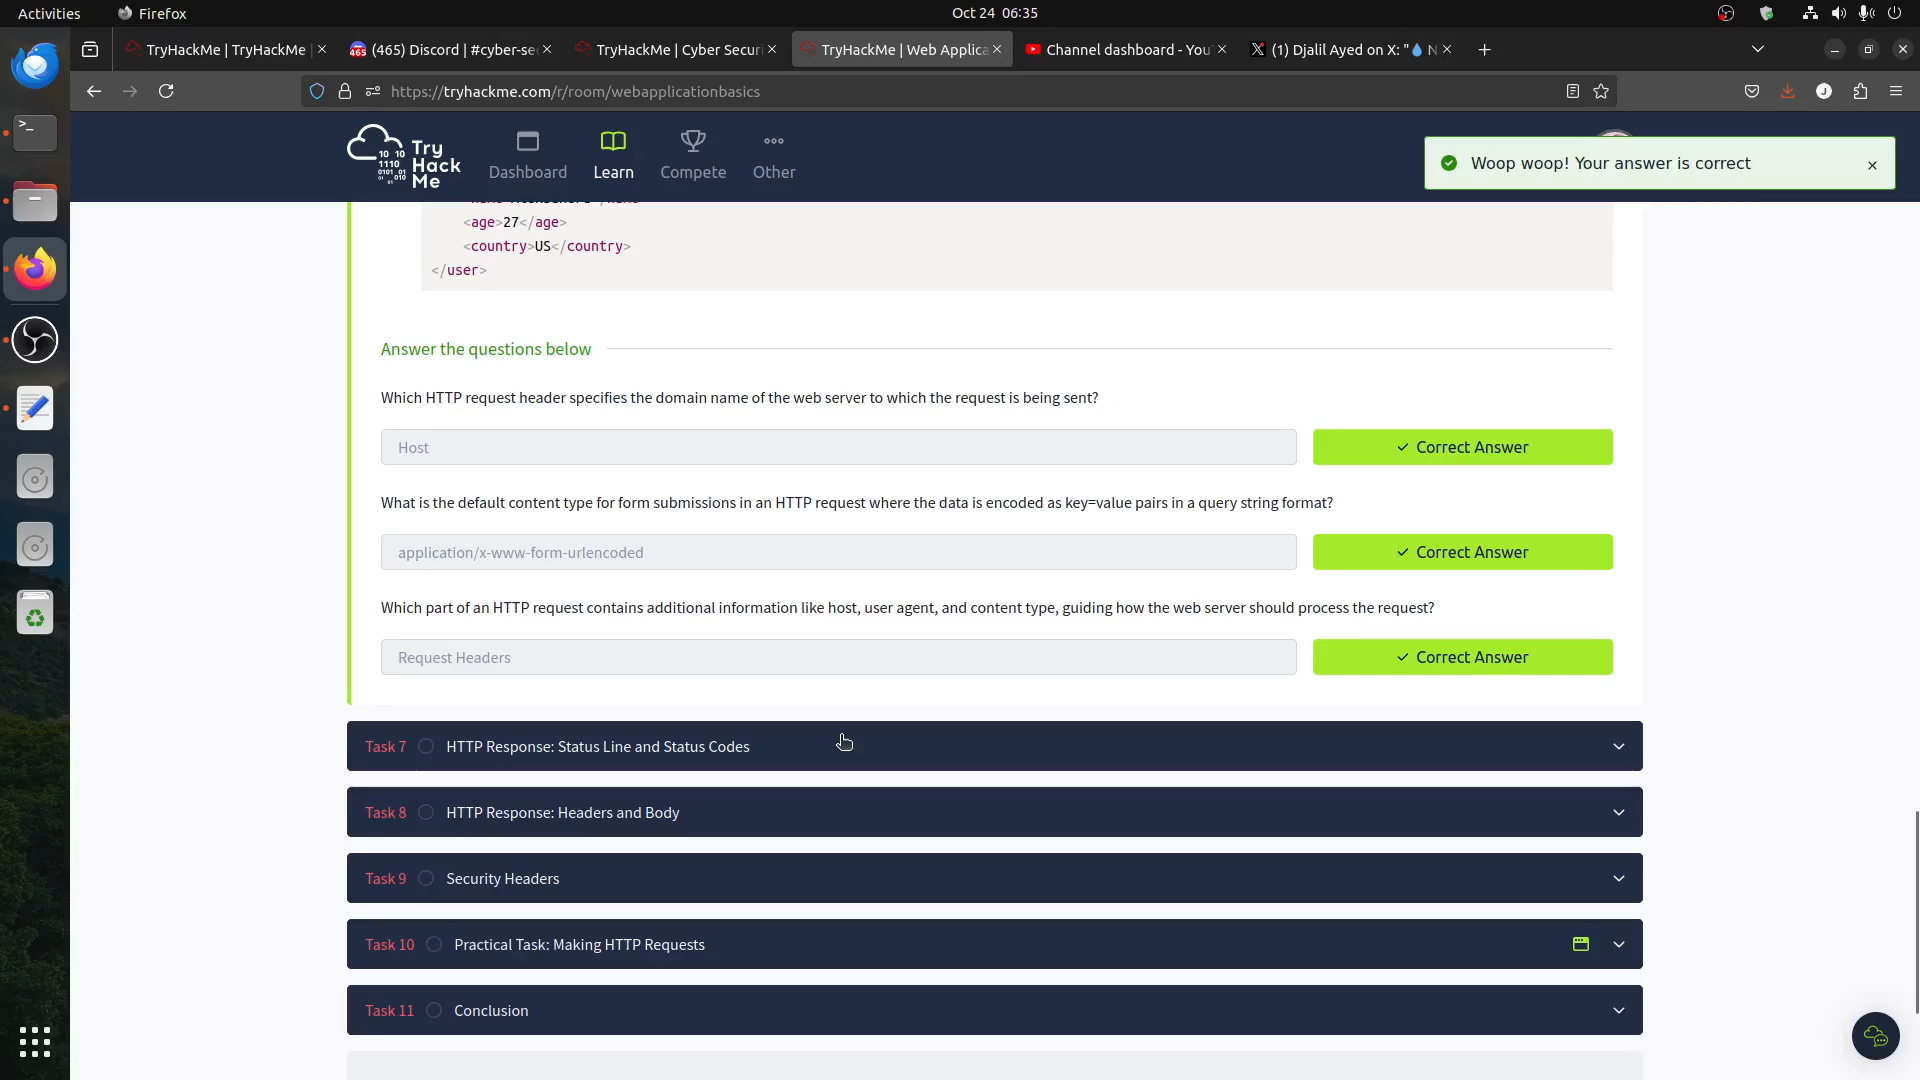 Activities
Firefox
Oct 24 06:35
TryHackMe | TryHackMe
(465) Discord | #cyber-se
TryHackMe | Cyber Securi
TryHackMe | Web Applica
Channel dashboard - You
(1) Djalil Ayed on X: "💧 N
https://tryhackme.com/r/room/webapplicationbasics
Try Hack Me
Dashboard
Learn
Compete
Other
Woop woop! Your answer is correct
<age>27</age>
<country>US</country>
</user>
Answer the questions below
Which HTTP request header specifies the domain name of the web server to which the request is being sent?
Host
Correct Answer
What is the default content type for form submissions in an HTTP request where the data is encoded as key=value pairs in a query string format?
application/x-www-form-urlencoded
Correct Answer
Which part of an HTTP request contains additional information like host, user agent, and content type, guiding how the web server should process the request?
Request Headers
Correct Answer
Task 7 HTTP Response: Status Line and Status Codes
Task 8 HTTP Response: Headers and Body
Task 9 Security Headers
Task 10 Practical Task: Making HTTP Requests
Task 11 Conclusion